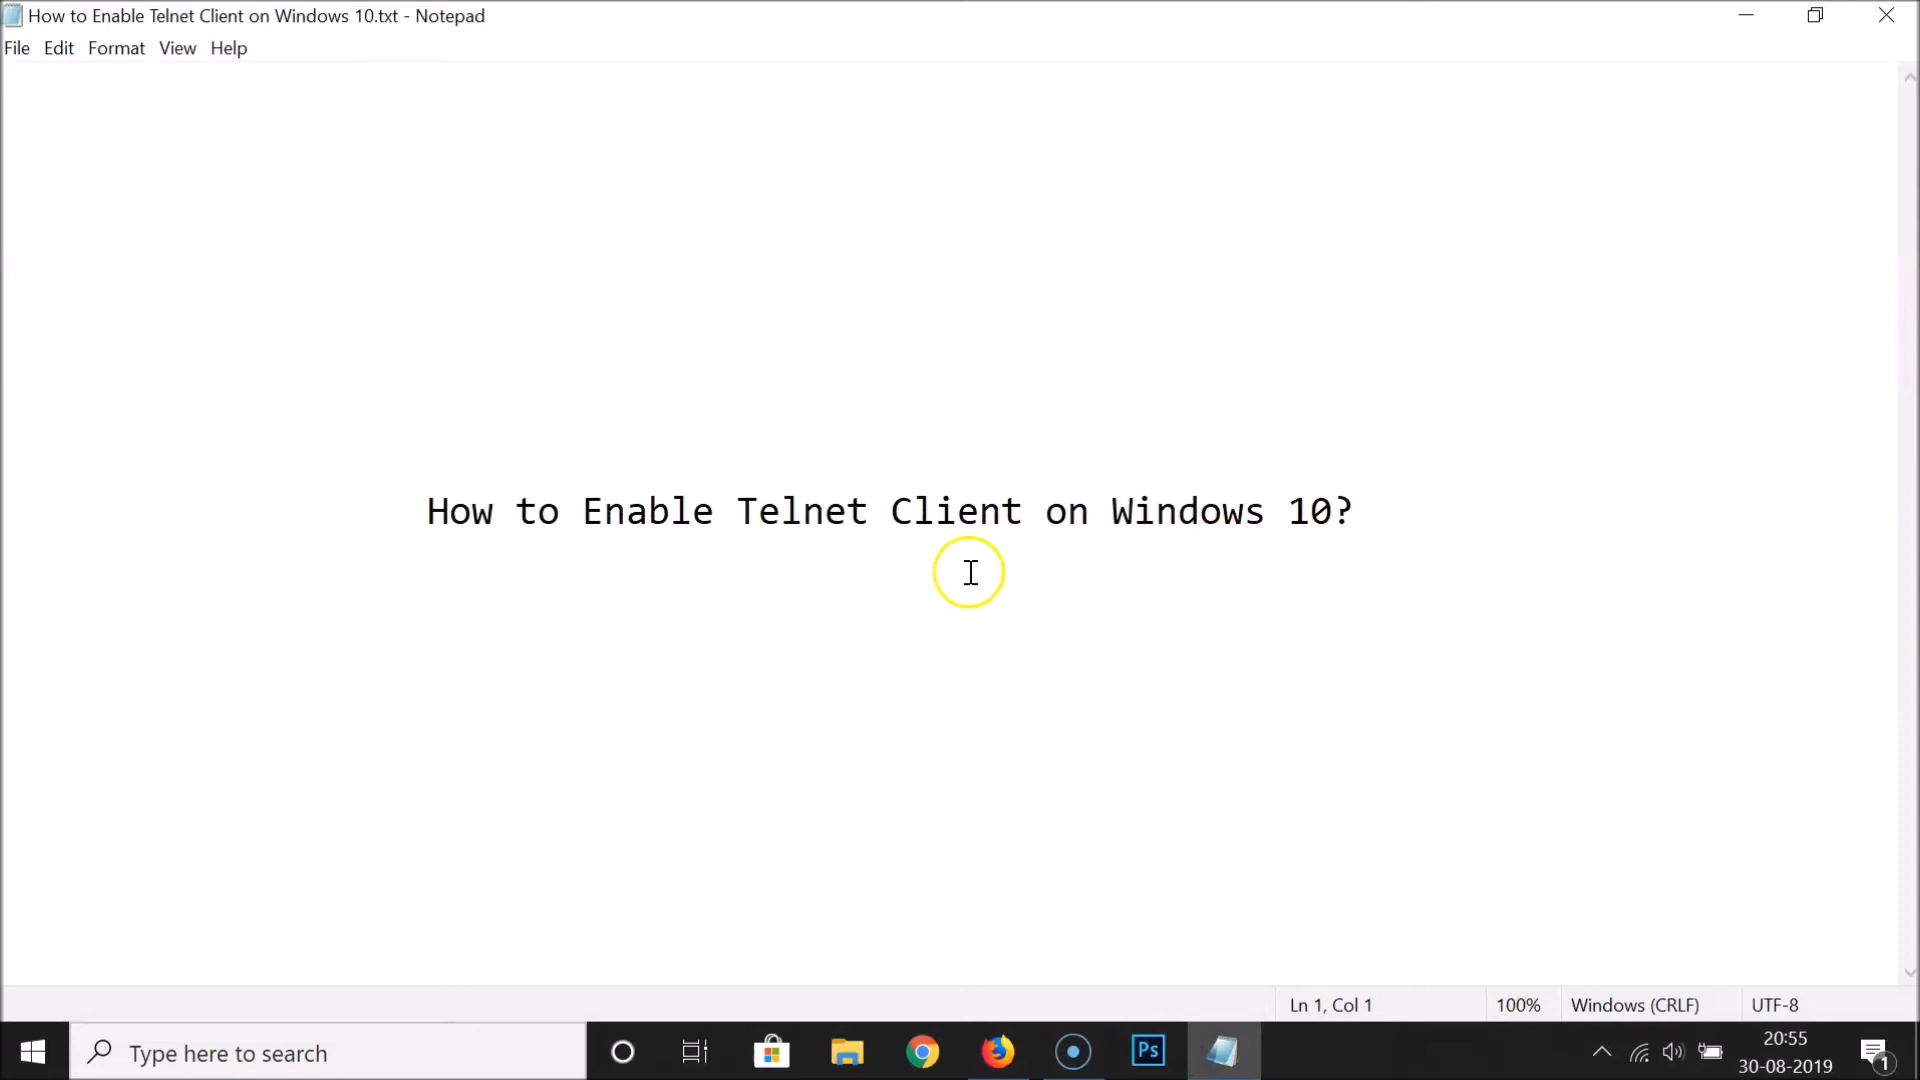 How to Enable Telnet Client on Windows 10.txt - Notepad
File Edit Format View Help
How to Enable Telnet Client on Windows 10?
Ln 1, Col 1 100% Windows (CRLF) UTF-8
Type here to search
Ps
20:55
30-08-2019
1